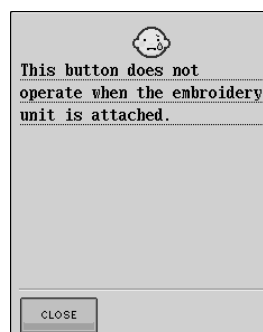 This button does not
operate when the embroidery
unit is attached.
CLOSE